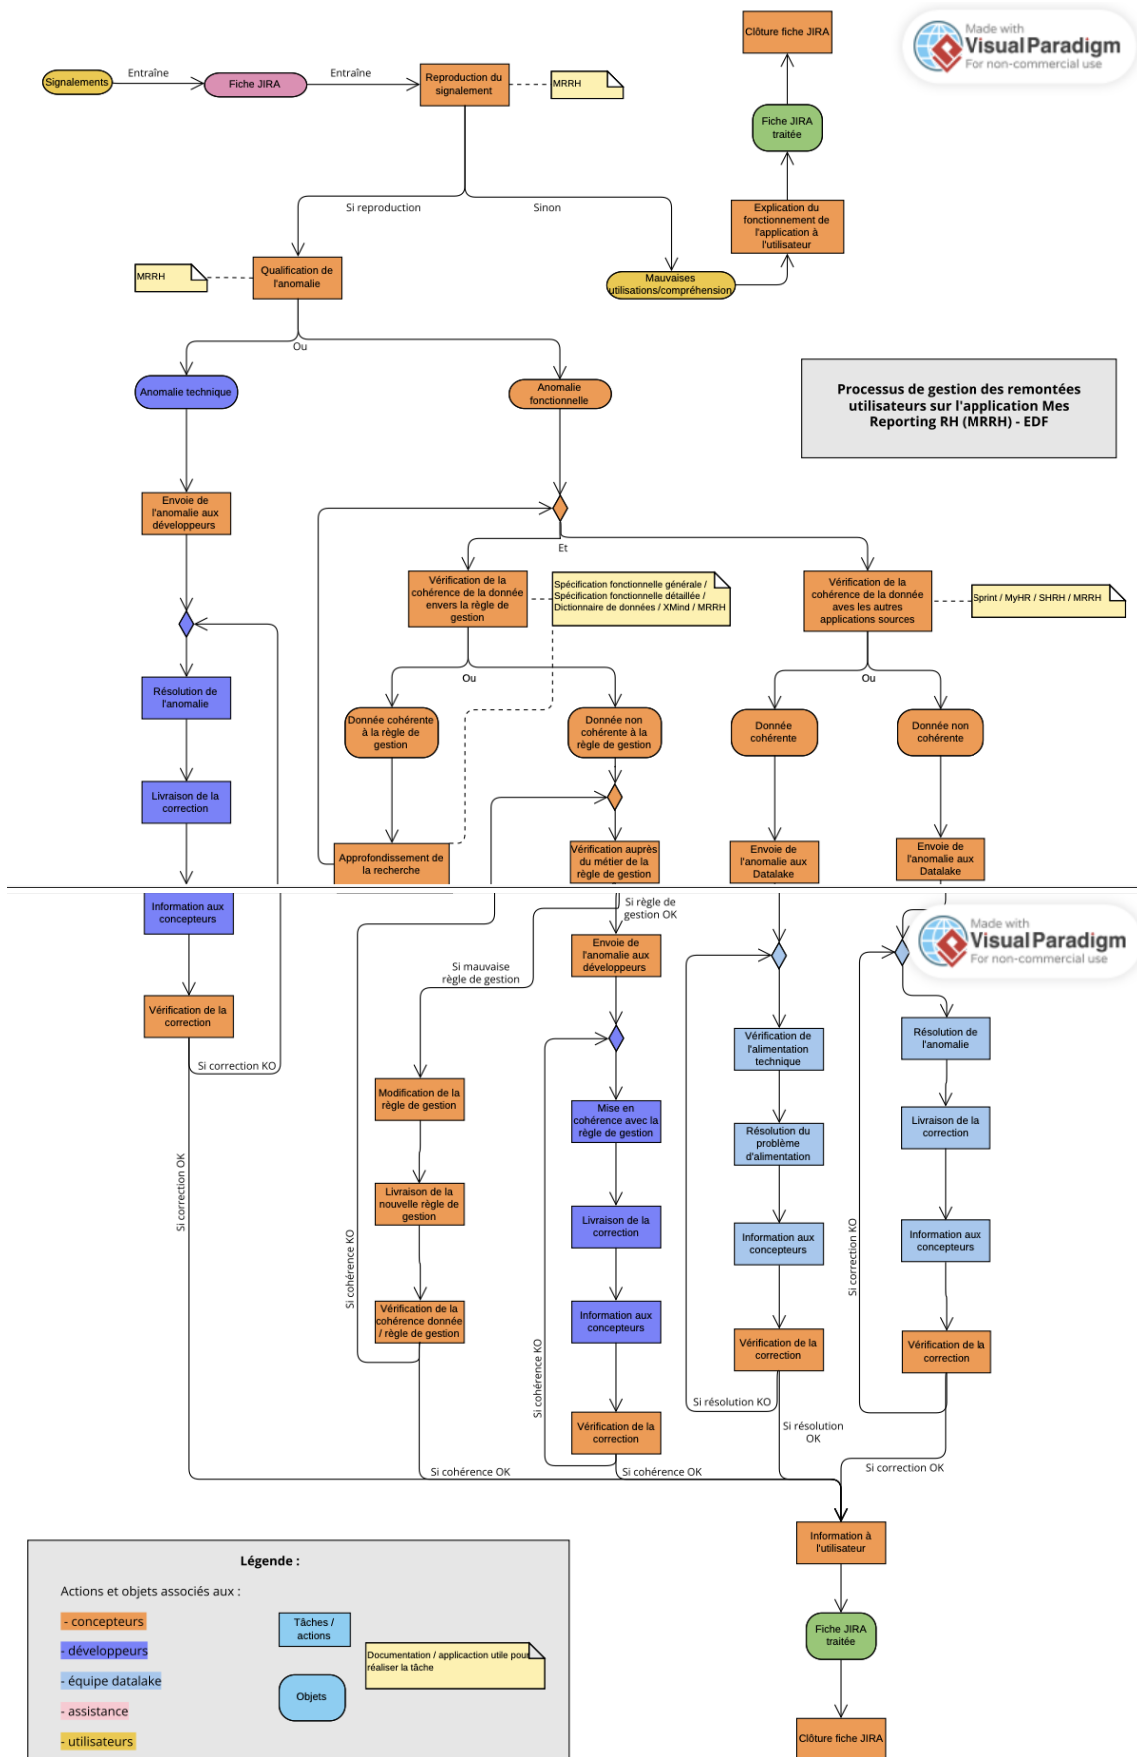 Clôture fiche JIRA
Made with
Visual Paradigm
For non-commercial use
Signalements
Entraîne
Fiche JIRA
Entraîne
Reproduction du
signalement
MRRH
Fiche JIRA
traitée
Si reproduction
Sinon
Explication du
fonctionnement de
l'application à
l'utilisateur
MRRH
Qualification de
l'anomalie
Mauvaises
utilisations/compréhension
Ou
Anomalie technique
Anomalie
fonctionnelle
Processus de gestion des remontées
utilisateurs sur l'application Mes
Reporting RH (MRRH) - EDF
Envoie de
l'anomalie aux
développeurs
Et
Vérification de la
cohérence de la donnée
envers la règle de
gestion
Spécification fonctionnelle générale /
Spécification fonctionnelle détaillée /
Dictionnaire de données / XMind / MRRH
Vérification de la
cohérence de la donnée
aves les autres
applications sources
Sprint / MyHR / SHRH / MRRH
Ou
Ou
Résolution de
l'anomalie
Donnée cohérente
à la règle de
gestion
Donnée non
cohérente à la
règle de gestion
Donnée
cohérente
Donnée non
cohérente
Livraison de la
correction
Approfondissement de
la recherche
Vérification auprès
du métier de la
règle de gestion
Envoie de
l'anomalie aux
Datalake
Envoie de
l'anomalie aux
Datalake
Information aux
concepteurs
Si règle de
gestion OK
Made with
Visual Paradigm
For non-commercial use
Envoie de
l'anomalie aux
développeurs
Si mauvaise
règle de gestion
Vérification de la
correction
Si correction KO
Vérification de
l'alimentation
technique
Résolution de
l'anomalie
Modification de la
règle de gestion
Mise en
cohérence avec la
règle de gestion
Résolution du
problème
d'alimentation
Livraison de la
correction
Si correction OK
Livraison de la
nouvelle règle de
gestion
Livraison de la
correction
Information aux
concepteurs
Information aux
concepteurs
Si correction KO
Si cohérence KO
Vérification de la
cohérence donnée
/ règle de gestion
Information aux
concepteurs
Vérification de la
correction
Vérification de la
correction
Si cohérence KO
Si résolution KO
Vérification de la
correction
Si résolution
OK
Si cohérence OK
Si cohérence OK
Si correction OK
Information à
l'utilisateur
Légende :
Actions et objets associés aux :
- concepteurs
- développeurs
- équipe datalake
- assistance
- utilisateurs
Tâches /
actions
Documentation / applicaction utile pour
réaliser la tâche
Objets
Fiche JIRA
traitée
Clôture fiche JIRA